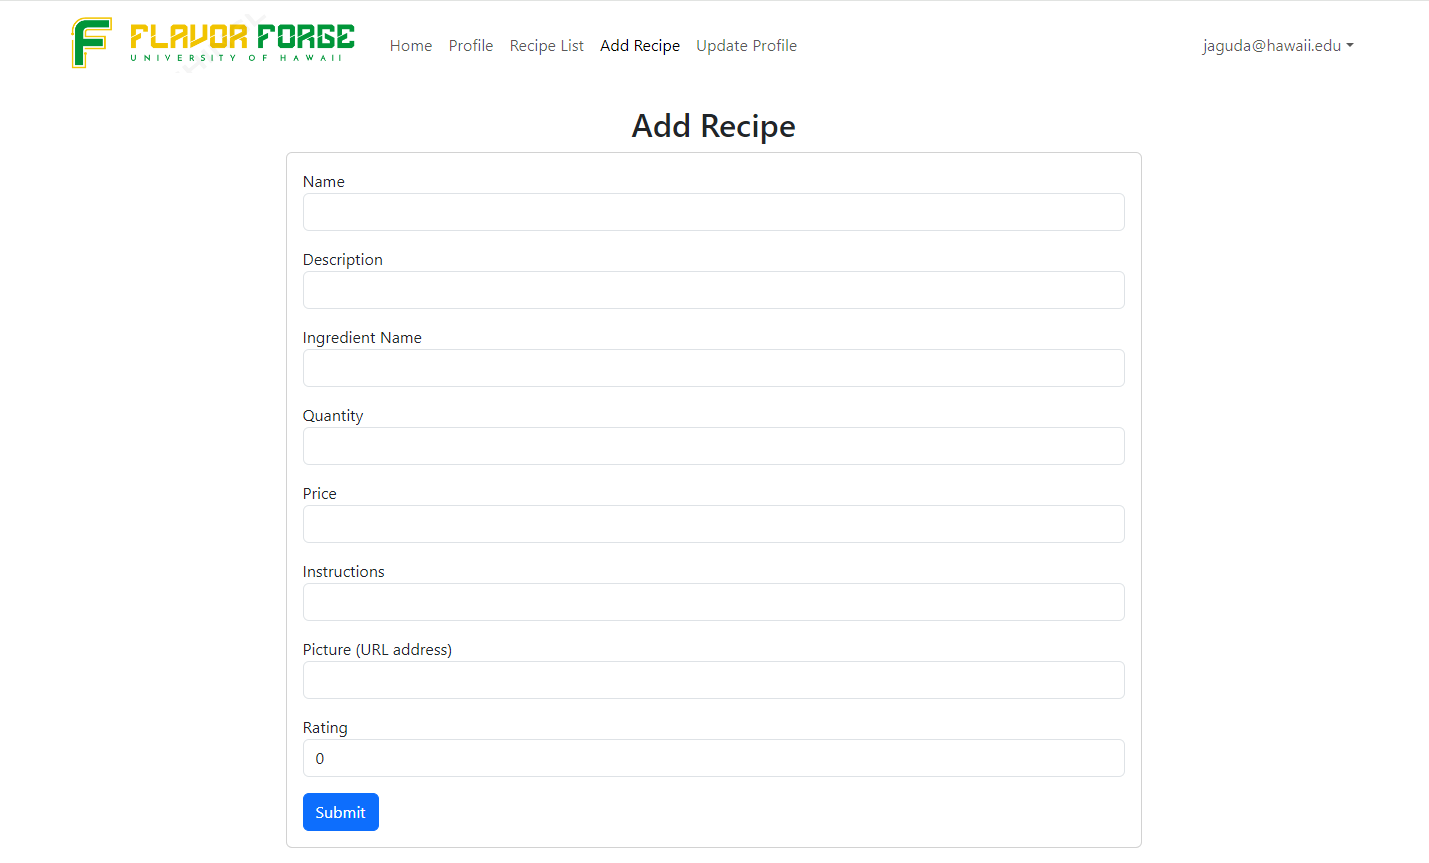 FLAVOR FORGE
UNIVERSITY OF HAWAII
Home Profile Recipe List Add Recipe Update Profile jaguda@hawaii.edu
Add Recipe
Name
Description
Ingredient Name
Quantity
Price
Instructions
Picture (URL address)
Rating
0
Submit